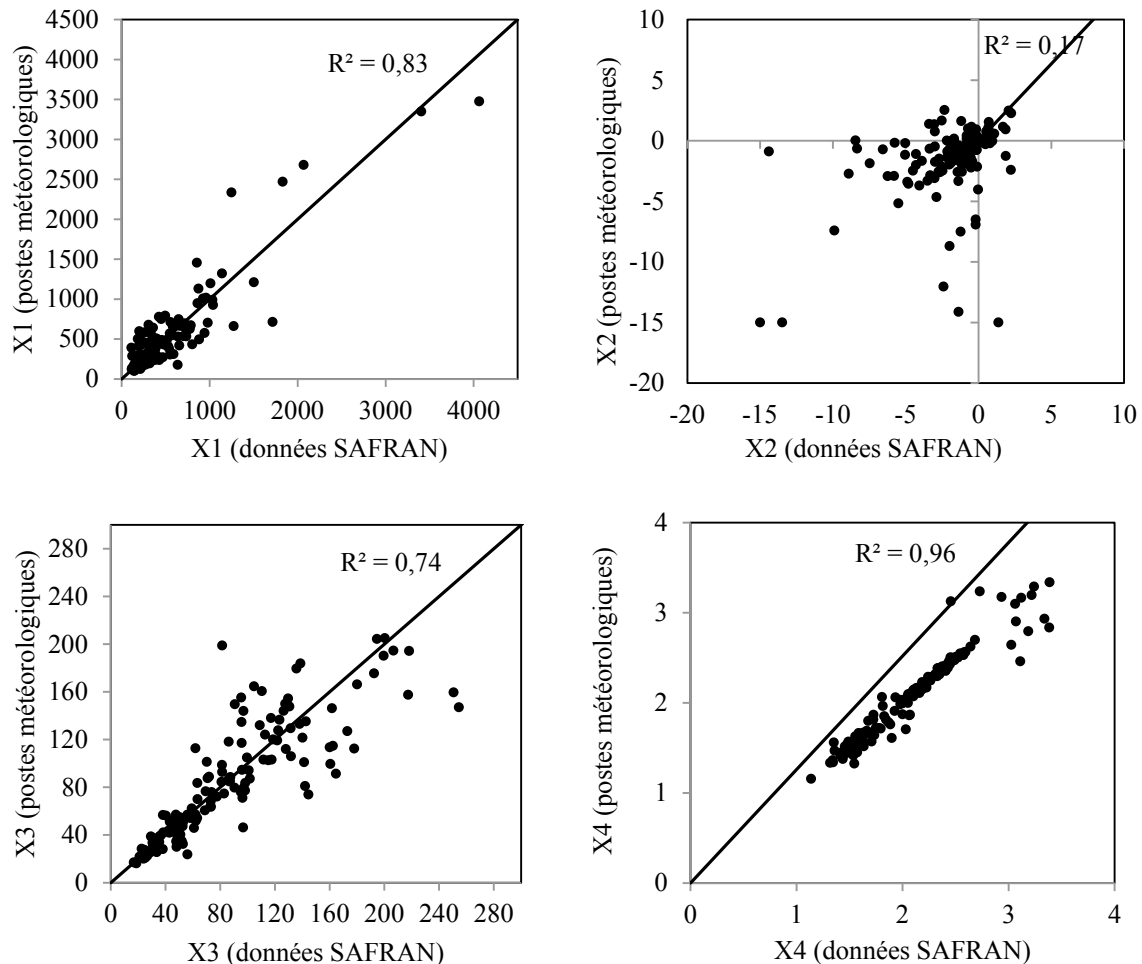 4500
4000
3500
3000
2500
2000
1500
1000
500
0
R² = 0,83
X1 (postes météorologiques)
0 1000 2000 3000 4000
X1 (données SAFRAN)
10
5
0
-5
-10
-15
-20
R² = 0,17
X2 (postes météorologiques)
-20 -15 -10 -5 0 5 10
X2 (données SAFRAN)
280
240
200
160
120
80
40
0
R² = 0,74
X3 (postes météorologiques)
0 40 80 120 160 200 240 280
X3 (données SAFRAN)
4
3
2
1
0
R² = 0,96
X4 (postes météorologiques)
0 1 2 3 4
X4 (données SAFRAN)